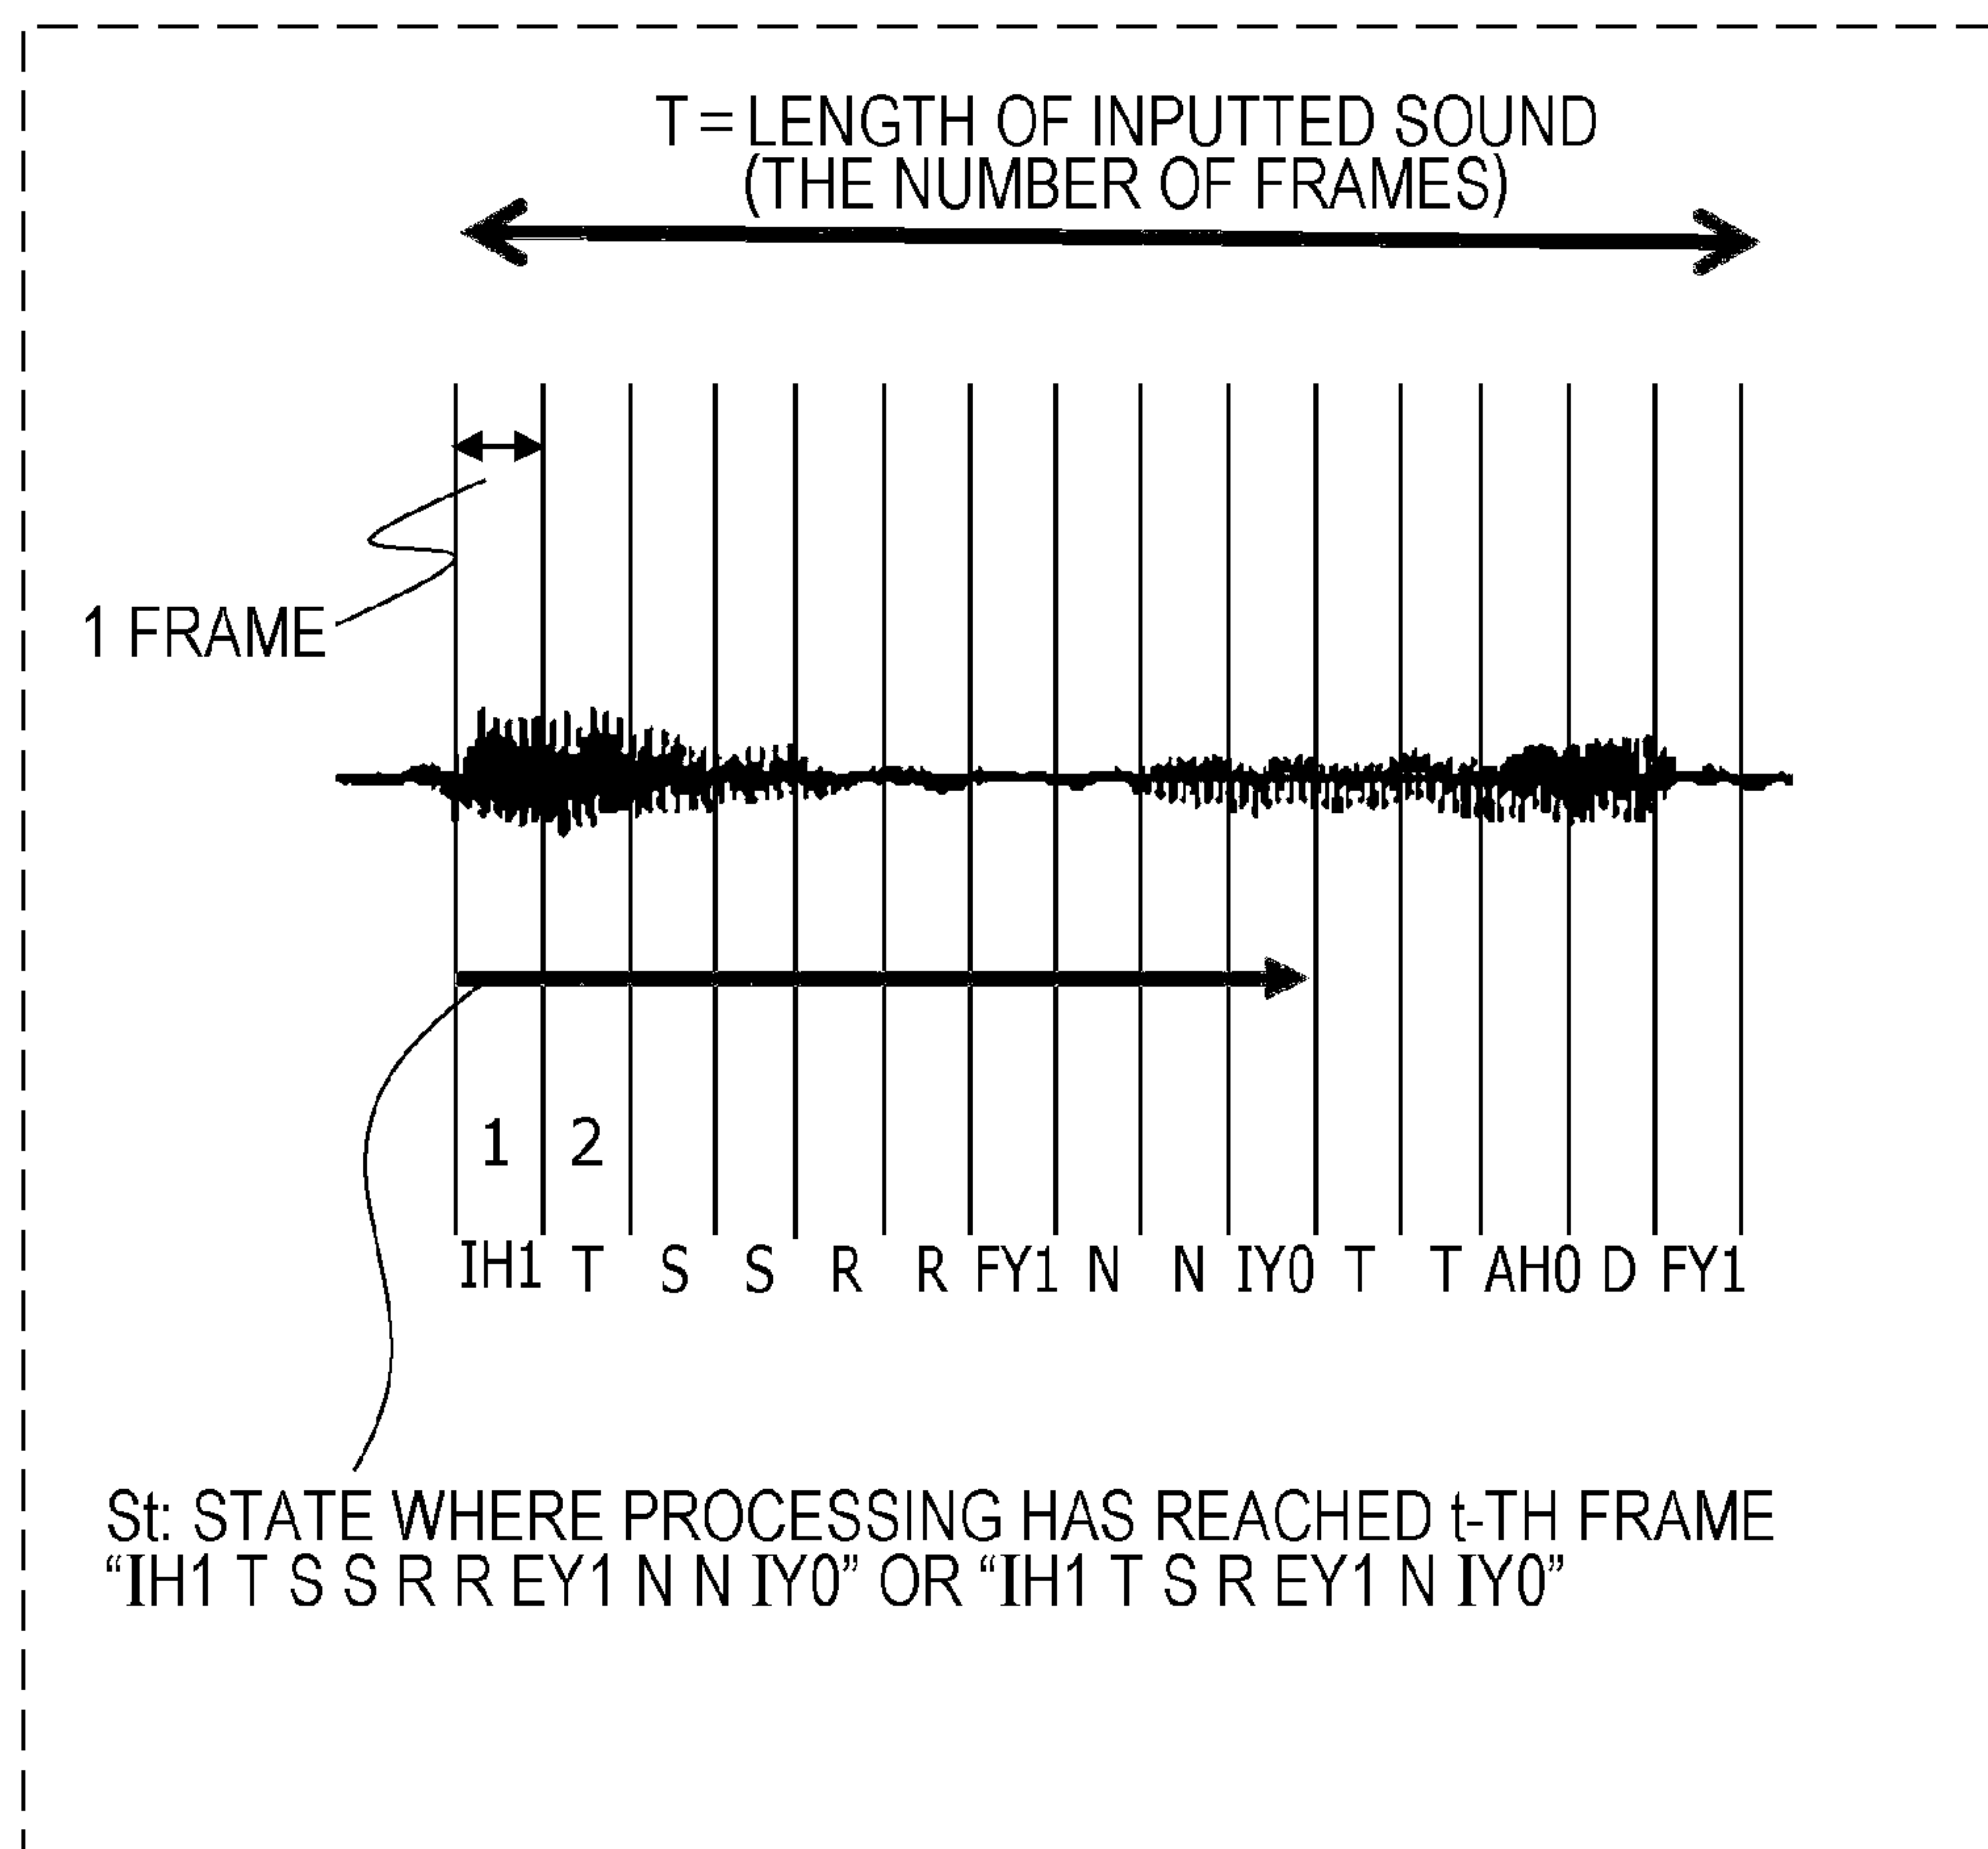 T = LENGTH OF INPUTTED SOUND
(THE NUMBER OF FRAMES)
1 FRAME
1 2
IH1 T S S R R FY1 N N IY0 T T AH0 D FY1
St: STATE WHERE PROCESSING HAS REACHED t-TH FRAME
“IH1 T S S R R EY1 N N IY0” OR “IH1 T S R EY1 N IY0”